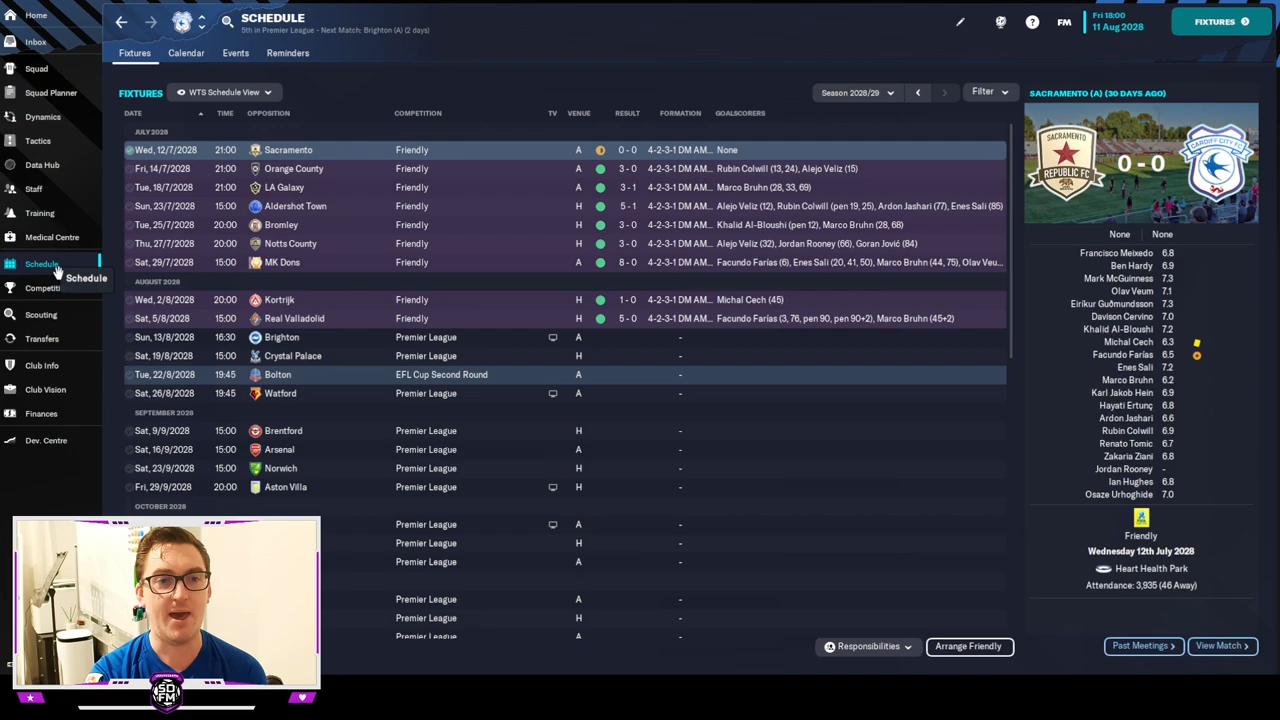 Home
Inbox
Squad
Squad Planner
Dynamics
Tactics
Data Hub
Staff
Training
Medical Centre
Schedule
Schedule
Competiti
Scouting
Transfers
Club Info
Club Vision
Finances
Dev. Centre
SCHEDULE
5th in Premier League - Next Match: Brighton (A) (2 days)
? FM Fri 18:00
11 Aug 2028
FIXTURES
Fixtures Calendar Events Reminders
FIXTURES WTS Schedule View Season 2028/29 Filter
DATE TIME OPPOSITION COMPETITION TV VENUE RESULT FORMATION GOALSCORERS
JULY 2028
Wed, 12/7/2028 21:00 Sacramento Friendly A 0 - 0 4-2-3-1 DM AM... None
Fri, 14/7/2028 21:00 Orange County Friendly A 3 - 0 4-2-3-1 DM AM... Rubin Colwill (13, 24), Alejo Veliz (15)
Tue, 18/7/2028 21:00 LA Galaxy Friendly A 3 - 1 4-2-3-1 DM AM... Marco Bruhn (28, 33, 69)
Sun, 23/7/2028 15:00 Aldershot Town Friendly H 5 - 1 4-2-3-1 DM AM... Alejo Veliz (12), Rubin Colwill (pen 19, 25), Ardon Jashari (77), Enes Sali (85)
Tue, 25/7/2028 20:00 Bromley Friendly H 3 - 0 4-2-3-1 DM AM... Khalid Al-Bloushi (pen 12), Marco Bruhn (28, 68)
Thu, 27/7/2028 20:00 Notts County Friendly H 3 - 0 4-2-3-1 DM AM... Alejo Veliz (32), Jordan Rooney (66), Goran Jović (84)
Sat, 29/7/2028 15:00 MK Dons Friendly H 8 - 0 4-2-3-1 DM AM... Facundo Farías (6), Enes Sali (20, 41, 50), Marco Bruhn (44, 75), Alejo Veliz Olav Veu...
AUGUST 2028
Wed, 2/8/2028 20:00 Kortrijk Friendly H 1 - 0 4-2-3-1 DM AM... Michal Cech (45)
Sat, 5/8/2028 15:00 Real Valladolid Friendly H 5 - 0 4-2-3-1 DM AM... Facundo Farías (3, 76, pen 90, pen 90+2), Marco Bruhn (45+2)
Sun, 13/8/2028 16:30 Brighton Premier League A
Sat, 19/8/2028 15:00 Crystal Palace Premier League H -
Tue, 22/8/2028 19:45 Bolton EFL Cup Second Round A -
Sat, 26/8/2028 19:45 Watford Premier League A -
SEPTEMBER 2028
Sat, 9/9/2028 15:00 Brentford Premier League H -
Sat, 16/9/2028 15:00 Arsenal Premier League A -
Sat, 23/9/2028 15:00 Norwich Premier League H -
Fri, 29/9/2028 20:00 Aston Villa Premier League H -
OCTOBER 2028
Premier League A -
Premier League H -
Premier League A -
Premier League A -
Premier League H -
Premier League A -
Responsibilities Arrange Friendly
SACRAMENTO (A) (30 DAYS AGO)
SACRAMENTO
REPUBLIC FC
0 - 0
CARDIFF CITY FC
None None
Francisco Meixedo 6.8
Ben Hardy 6.9
Mark McGuinness 7.3
Olav Veum 7.1
Eiríkur Guðmundsson 7.3
Davison Cervino 7.0
Khalid Al-Bloushi 7.2
Michal Cech 6.3
Facundo Farías 6.5
Enes Sali 7.2
Marco Bruhn 6.2
Karl Jakob Hein 6.9
Hayati Ertunç 6.8
Ardon Jashari 6.6
Rubin Colwill 6.9
Renato Tomic 6.7
Zakaria Ziani 6.8
Jordan Rooney -
Ian Hughes 6.8
Osaze Urhoghide 7.0
Friendly
Wednesday 12th July 2028
Heart Health Park
Attendance: 3,935 (46 Away)
Past Meetings View Match
SDFM